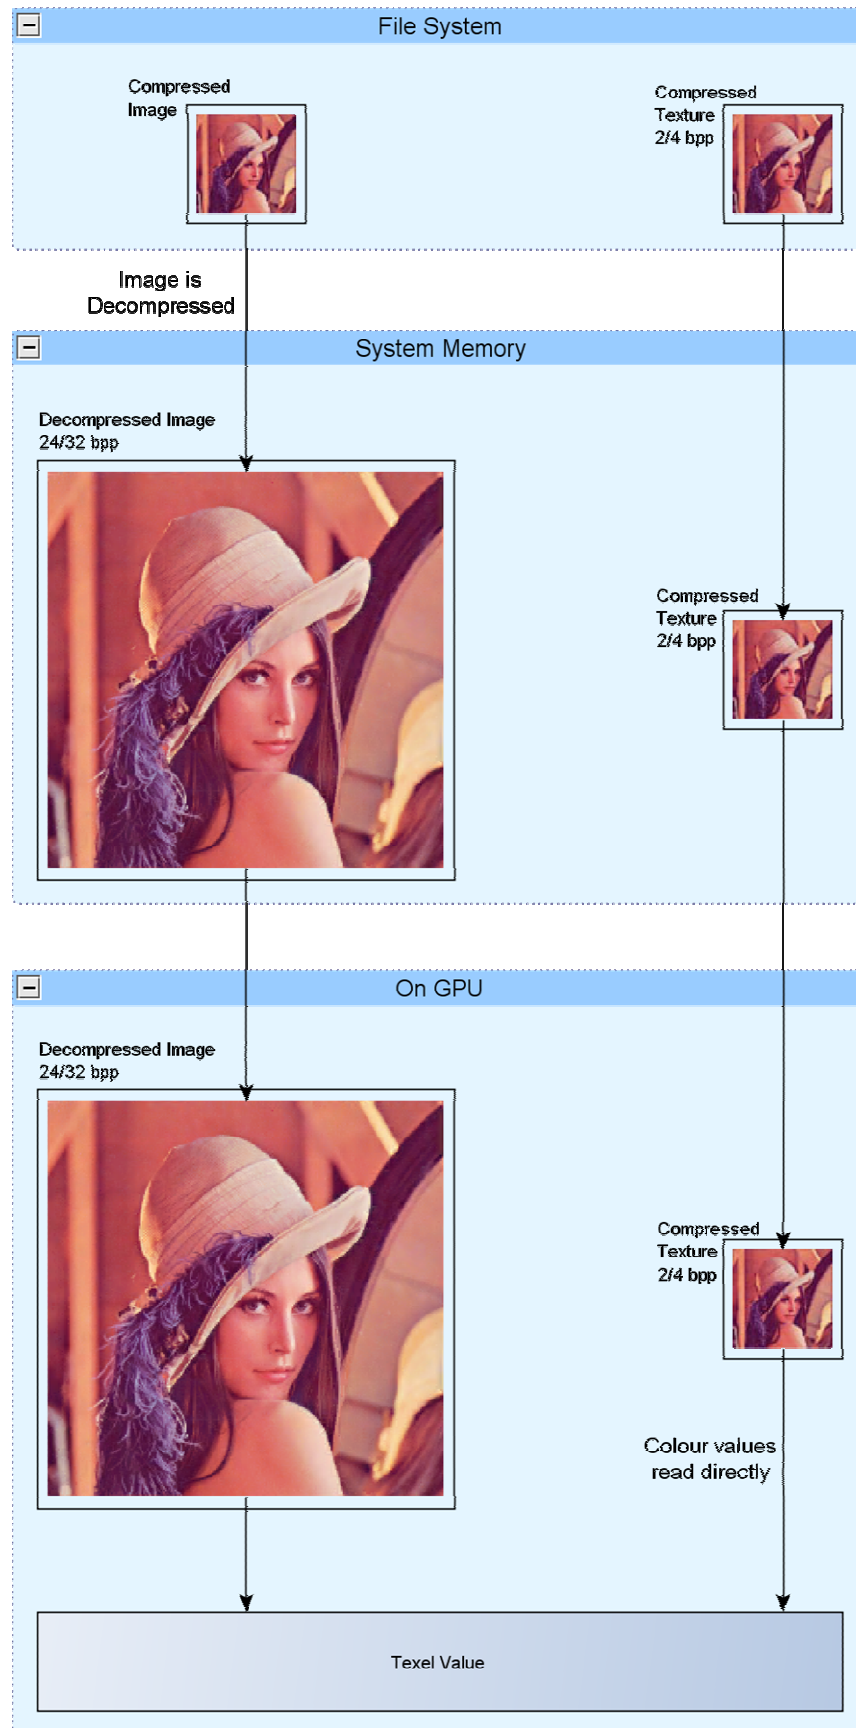 File System
Compressed
Image
Compressed
Texture
2/4 bpp
Image is
Decompressed
System Memory
Decompressed Image
24/32 bpp
Compressed
Texture
2/4 bpp
On GPU
Decompressed Image
24/32 bpp
Compressed
Texture
2/4 bpp
Colour values
read directly
Texel Value